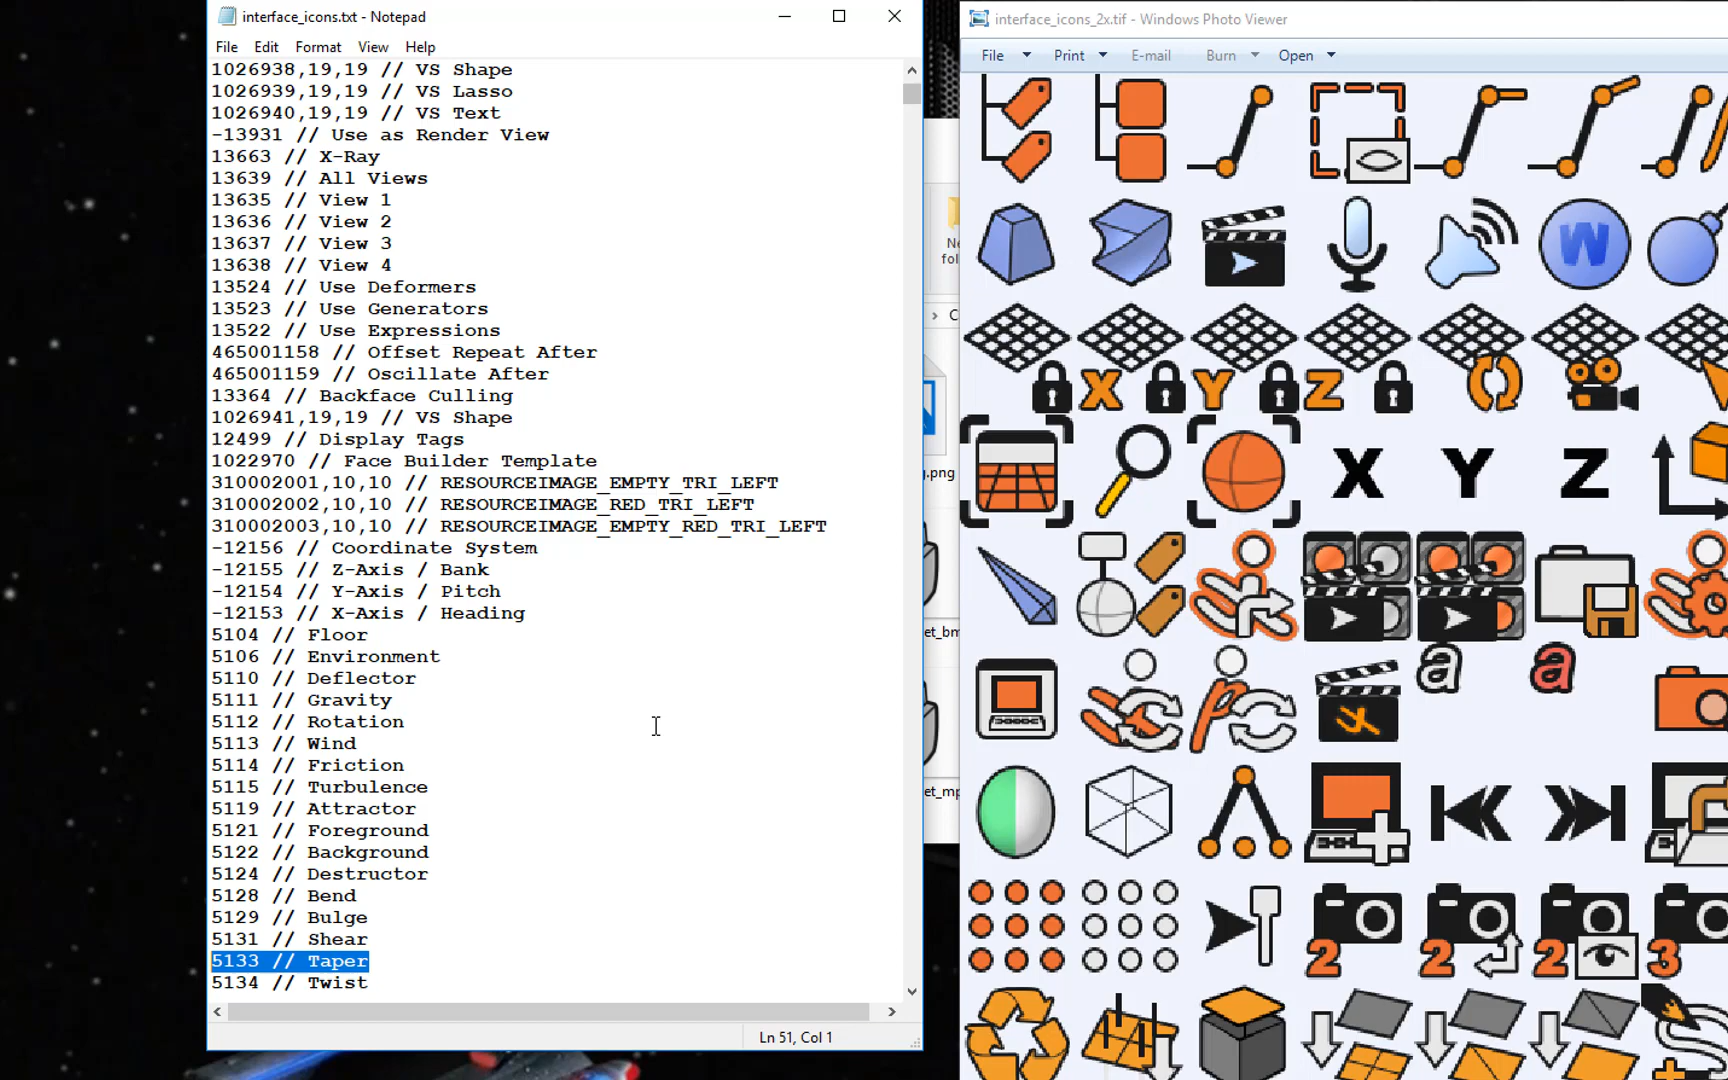 interface_icons.txt - Notepad
File Edit Format View Help
1026938,19,19 // VS Shape
1026939,19,19 // VS Lasso
1026940,19,19 // VS Text
-13931 // Use as Render View
13663 // X-Ray
13639 // All Views
13635 // View 1
13636 // View 2
13637 // View 3
13638 // View 4
13524 // Use Deformers
13523 // Use Generators
13522 // Use Expressions
465001158 // Offset Repeat After
465001159 // Oscillate After
13364 // Backface Culling
1026941,19,19 // VS Shape
12499 // Display Tags
1022970 // Face Builder Template
310002001,10,10 // RESOURCEIMAGE_EMPTY_TRI_LEFT
310002002,10,10 // RESOURCEIMAGE_RED_TRI_LEFT
310002003,10,10 // RESOURCEIMAGE_EMPTY_RED_TRI_LEFT
-12156 // Coordinate System
-12155 // Z-Axis / Bank
-12154 // Y-Axis / Pitch
-12153 // X-Axis / Heading
5104 // Floor
5106 // Environment
5110 // Deflector
5111 // Gravity
5112 // Rotation
5113 // Wind
5114 // Friction
5115 // Turbulence
5119 // Attractor
5121 // Foreground
5122 // Background
5124 // Destructor
5128 // Bend
5129 // Bulge
5131 // Shear
5133 // Taper
5134 // Twist
Ln 51, Col 1
Ne
fol
C
g.png
et_bm
et_mp
interface_icons_2x.tif - Windows Photo Viewer
File Print E-mail Burn Open
W
X Y Z
X Y Z
a a
2 2 2 3